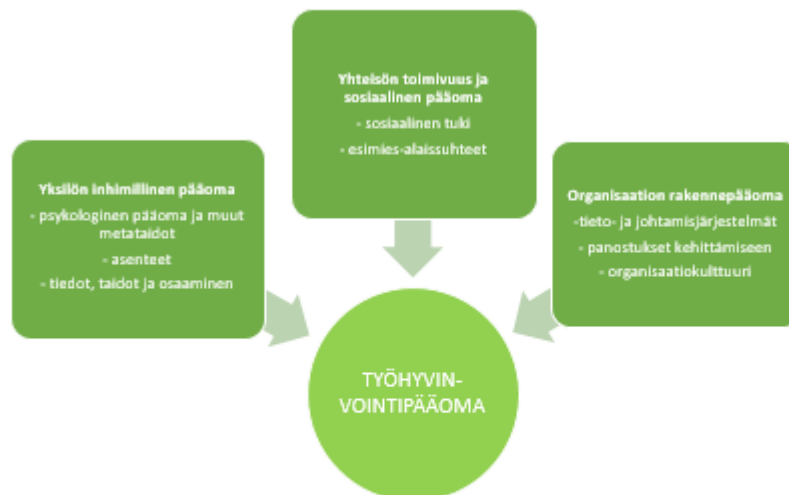 Yhteisön toimivuus ja
sosiaalinen pääoma
- sosiaalinen tuki
- esimies-alaissuhteet
Yksilön inhimillinen pääoma
- psykologinen pääoma ja muut
metataidot
- asenteet
- tiedot, taidot ja osaaminen
Organisaation rakennepääoma
-tieto- ja johtamisjärjestelmät
- panostukset kehittämiseen
- organisaatiokulttuuri
TYÖHYVIN-
VOINTIPÄÄOMA